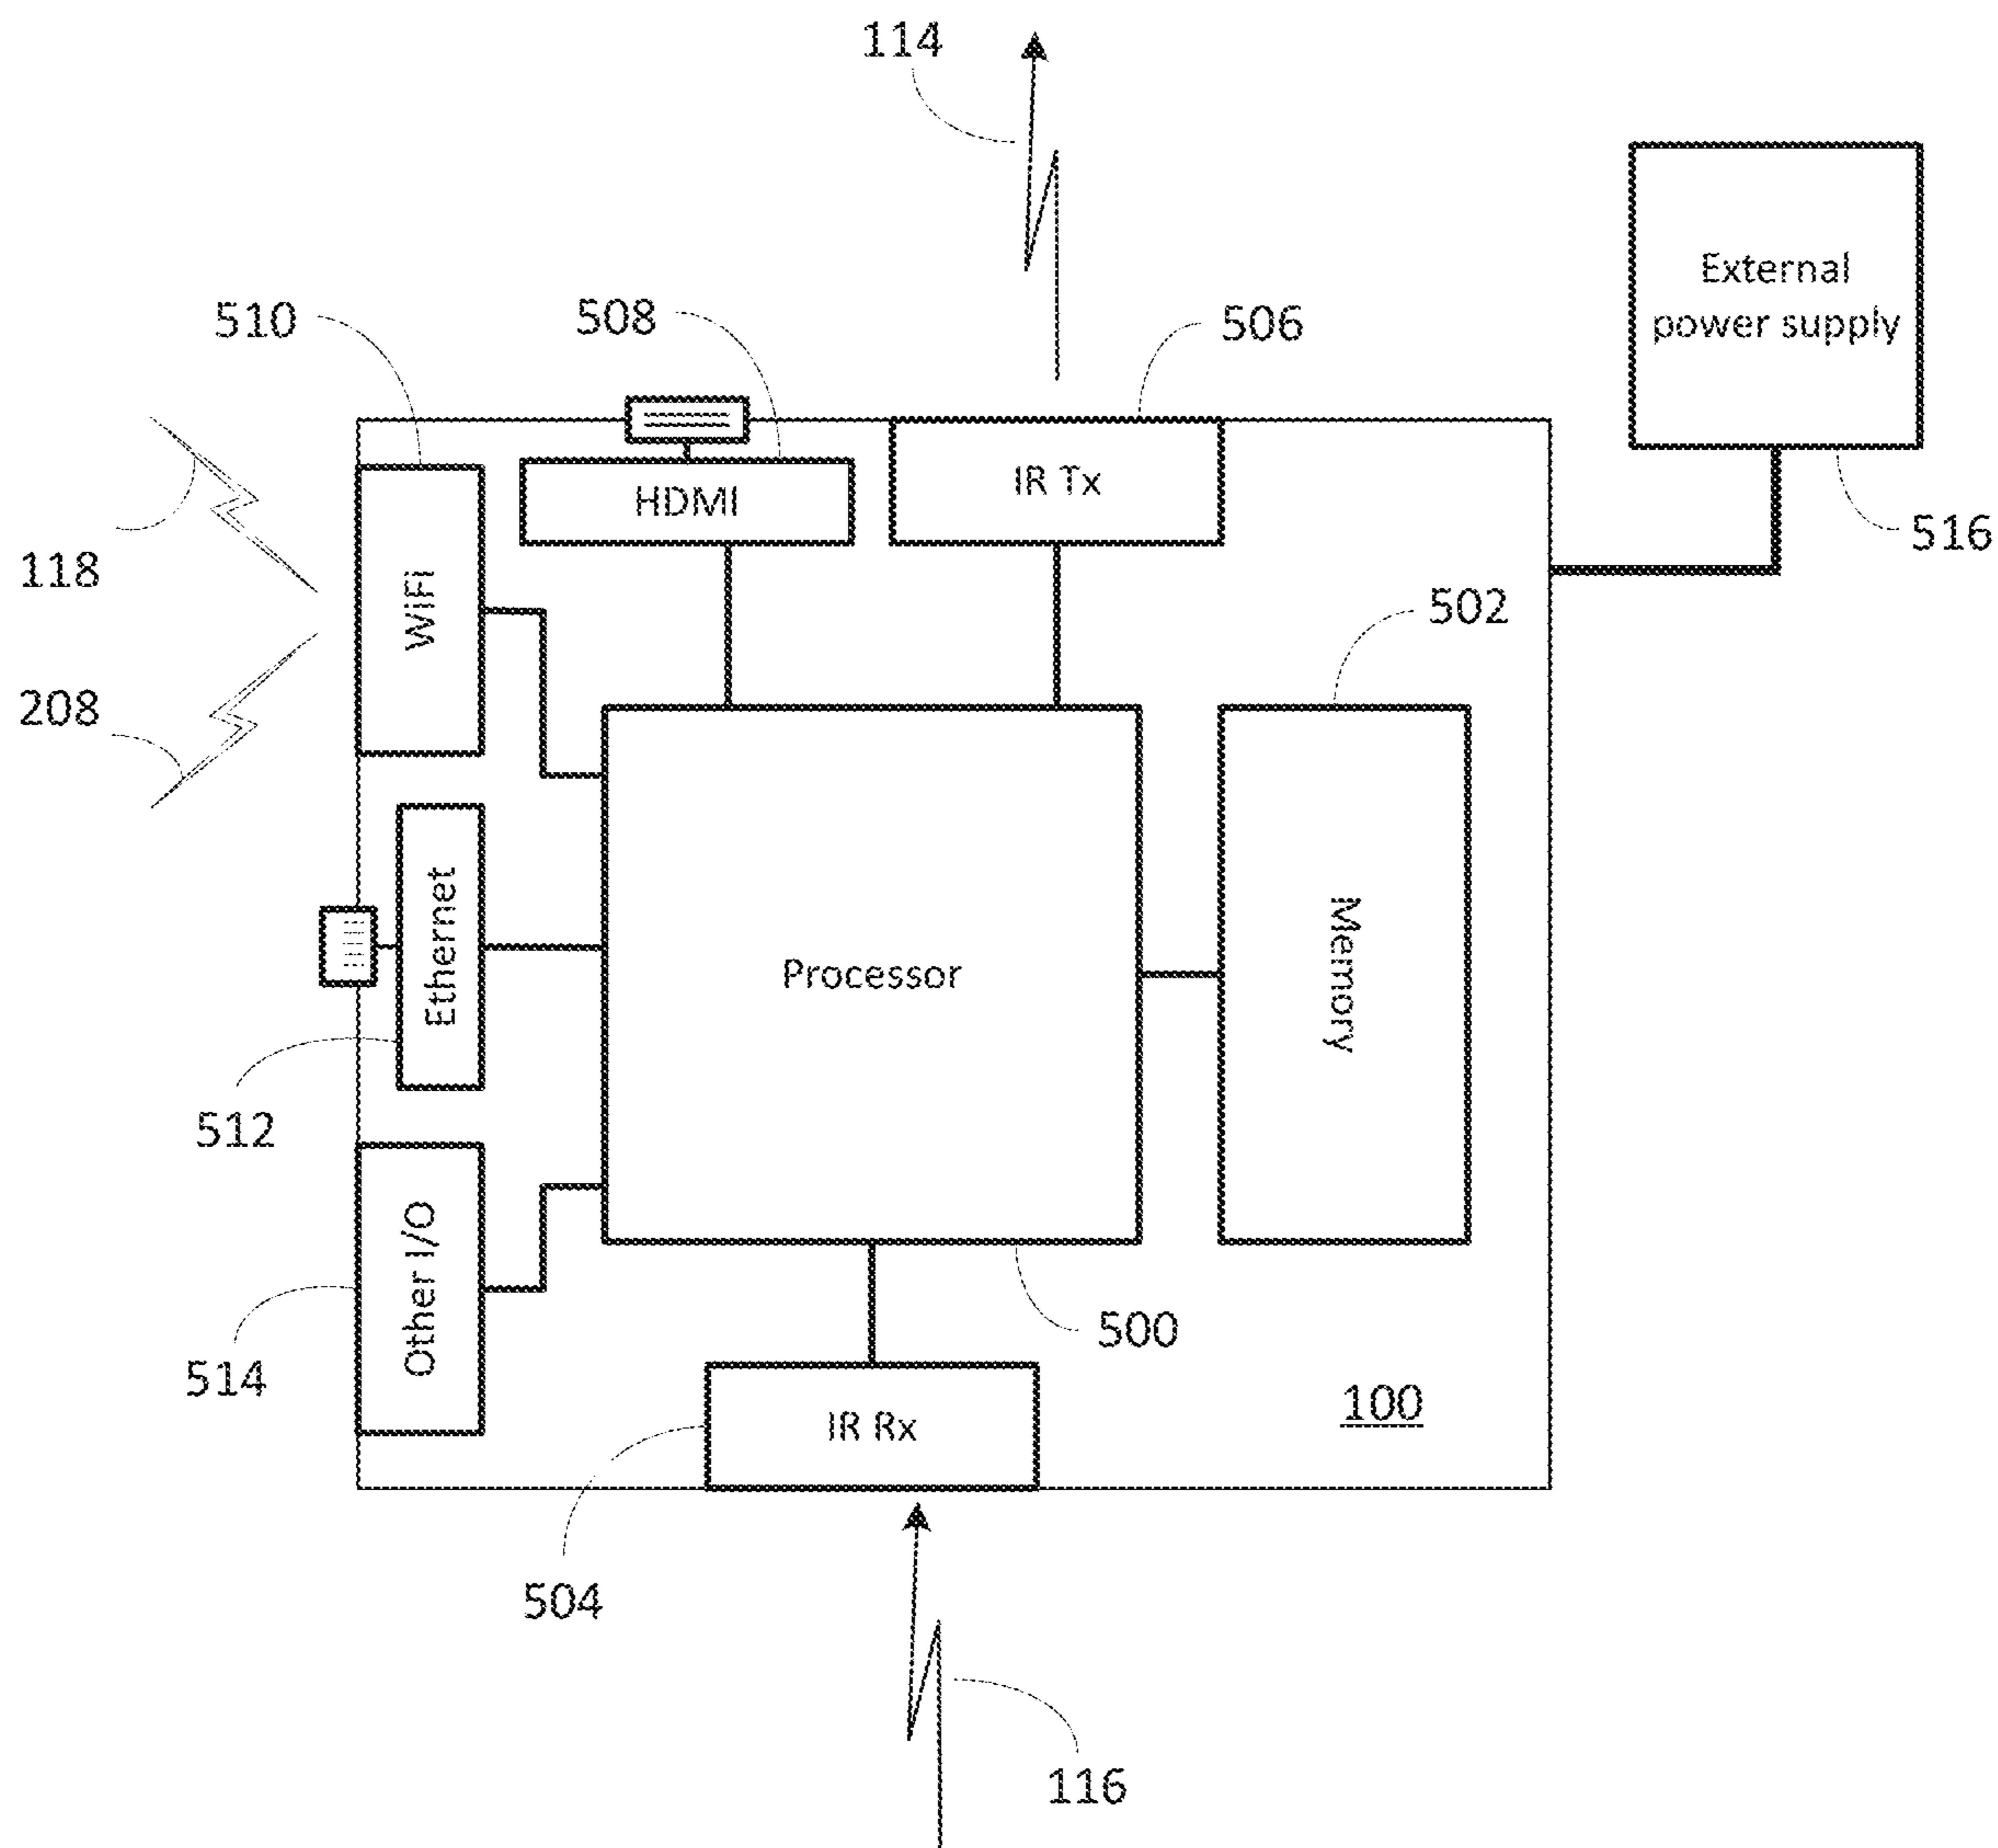 114
External
power supply
510
508
506
516
HDMI
IR Tx
118
WiFi
502
208
Ethernet
Processor
Memory
512
Other I/O
514
500
100
IR Rx
504
116